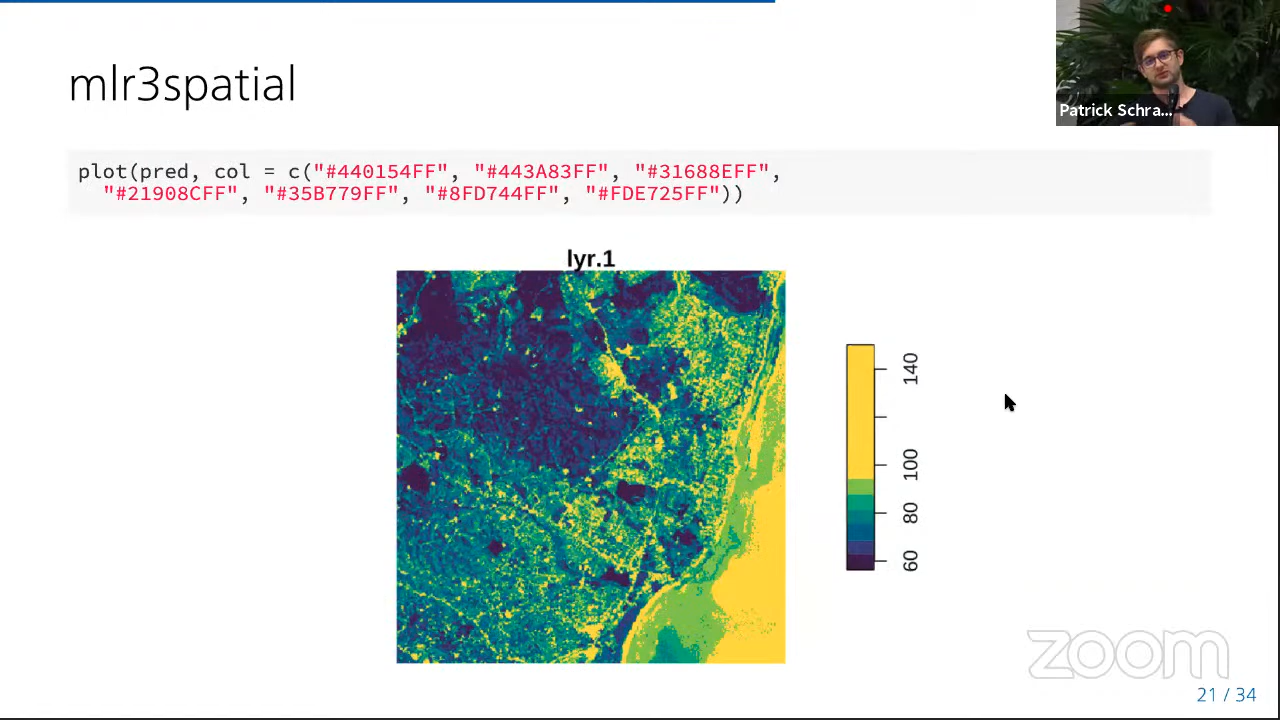 mlr3spatial
Patrick Schra...
plot(pred, col = c("#440154FF", "#443A83FF", "#31688EFF",
"#21908CFF", "#35B779FF", "#8FD744FF", "#FDE725FF"))
lyr.1
140
100
80
60
zoom
21 / 34